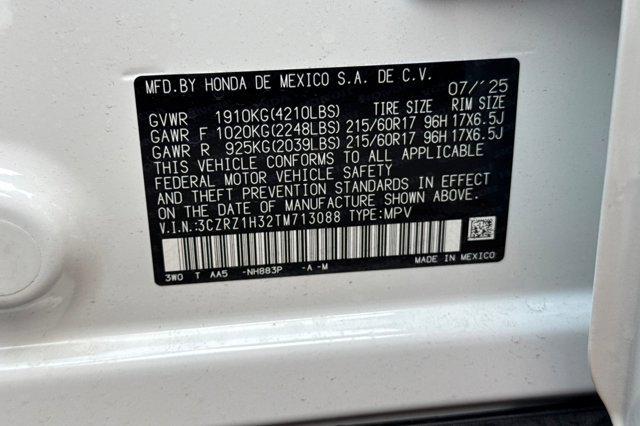 MFD.BY HONDA DE MEXICO S.A. DE C.V. 07/'25
GVWR 1910KG(4210LBS) TIRE SIZE RIM SIZE
GAWR F 1020KG(2248LBS) 215/60R17 96H 17X6.5J
GAWR R 925KG(2039LBS) 215/60R17 96H 17X6.5J
THIS VEHICLE CONFORMS TO ALL APPLICABLE
FEDERAL MOTOR VEHICLE SAFETY
AND THEFT PREVENTION STANDARDS IN EFFECT
ON THE DATE OF MANUFACTURE SHOWN ABOVE.
V.I.N.:3CZRZ1H32TM713088 TYPE:MPV
3W0 T AA5 -NH883P -A-M MADE IN MEXICO